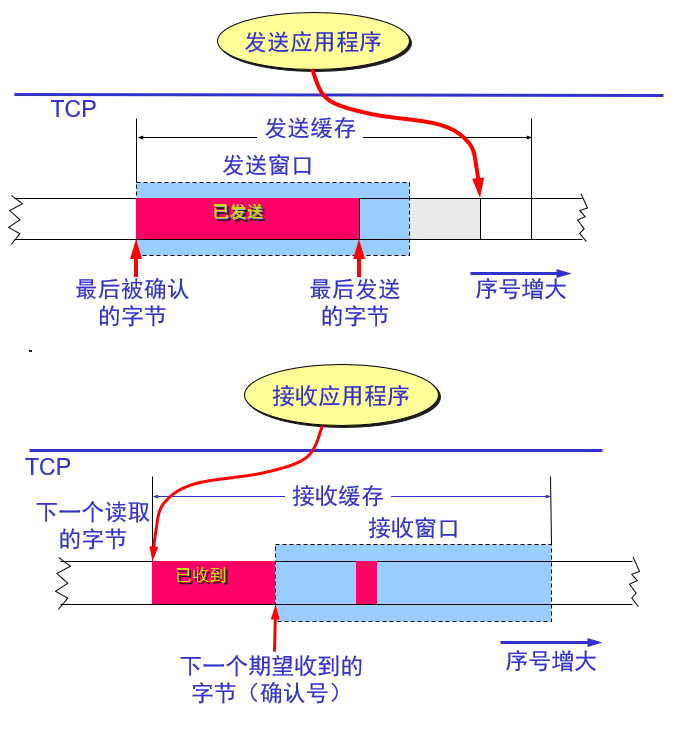 发送应用程序
TCP
发送缓存
发送窗口
已发送
最后被确认
的字节
最后发送
的字节
序号增大
接收应用程序
TCP
接收缓存
下一个读取
的字节
接收窗口
已收到
下一个期望收到的
字节（确认号）
序号增大